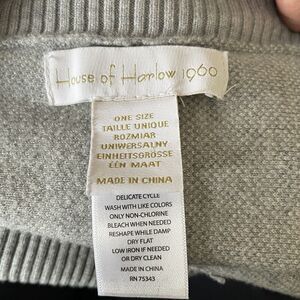 House of Harlow 1960
ONE SIZE
TAILLE UNIQUE
ROZMIAR
UNIWERSALNY
EINHEITSGRÖSSE
ÉÉN MAAT
MADE IN CHINA
DELICATE CYCLE
WASH WITH LIKE COLORS
ONLY NON-CHLORINE
BLEACH WHEN NEEDED
RESHAPE WHILE DAMP
DRY FLAT
LOW IRON IF NEEDED
OR DRY CLEAN
MADE IN CHINA
RN 75343